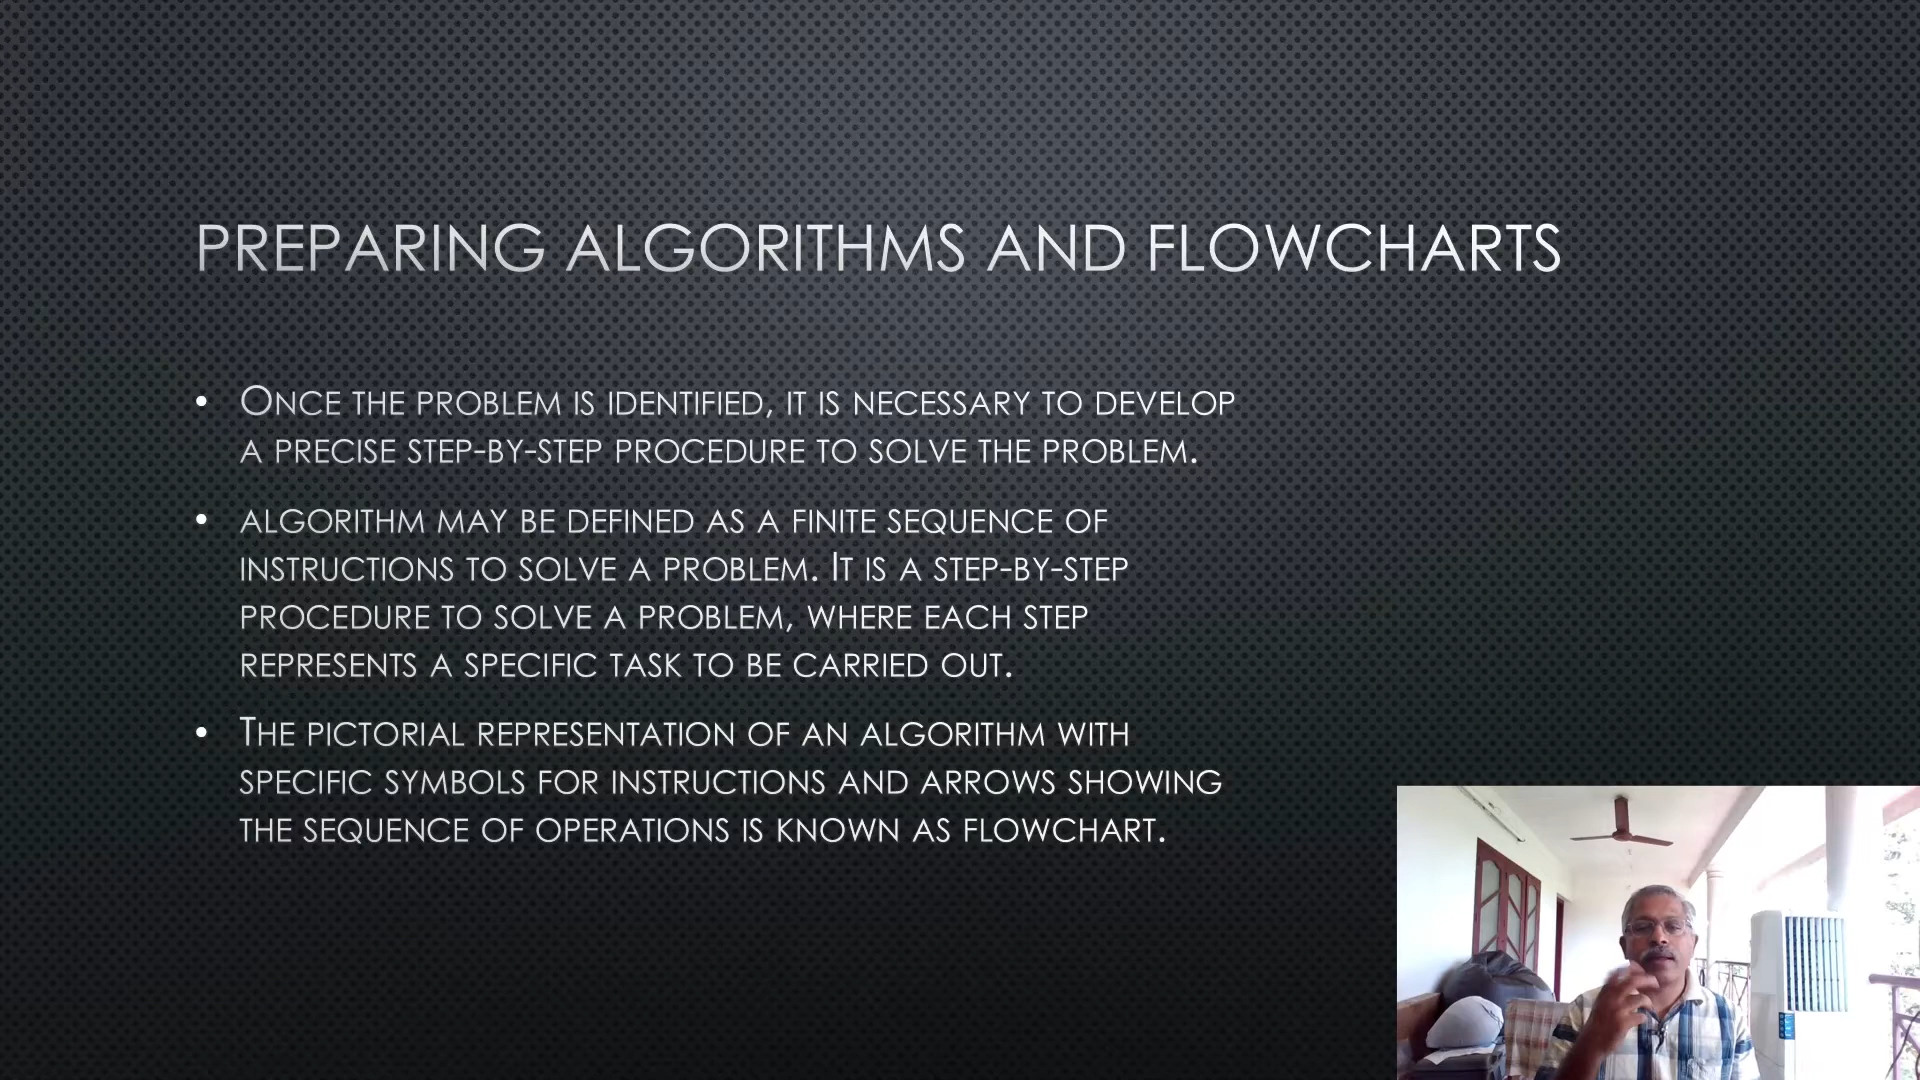 PREPARING ALGORITHMS AND FLOWCHARTS
• ONCE THE PROBLEM IS IDENTIFIED, IT IS NECESSARY TO DEVELOP
A PRECISE STEP-BY-STEP PROCEDURE TO SOLVE THE PROBLEM.
• ALGORITHM MAY BE DEFINED AS A FINITE SEQUENCE OF
INSTRUCTIONS TO SOLVE A PROBLEM. IT IS A STEP-BY-STEP
PROCEDURE TO SOLVE A PROBLEM, WHERE EACH STEP
REPRESENTS A SPECIFIC TASK TO BE CARRIED OUT.
• THE PICTORIAL REPRESENTATION OF AN ALGORITHM WITH
SPECIFIC SYMBOLS FOR INSTRUCTIONS AND ARROWS SHOWING
THE SEQUENCE OF OPERATIONS IS KNOWN AS FLOWCHART.